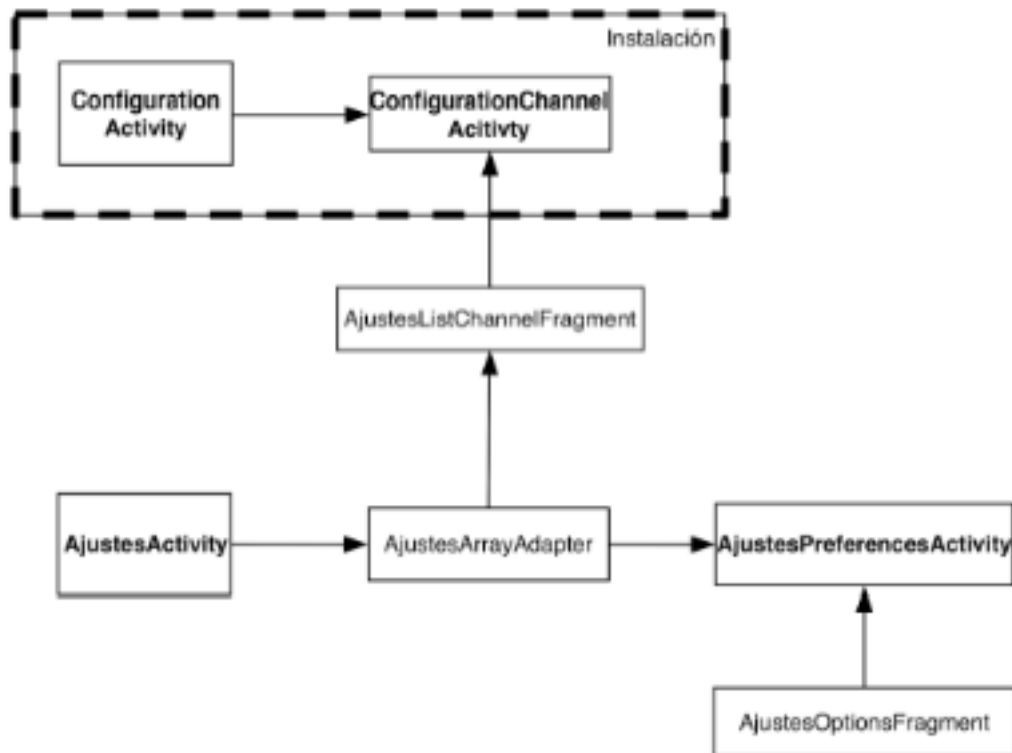 Instalación
Configuration
Activity
ConfigurationChannel
Acitivty
AjustesListChannelFragment
AjustesActivity
AjustesArrayAdapter
AjustesPreferencesActivity
AjustesOptionsFragment